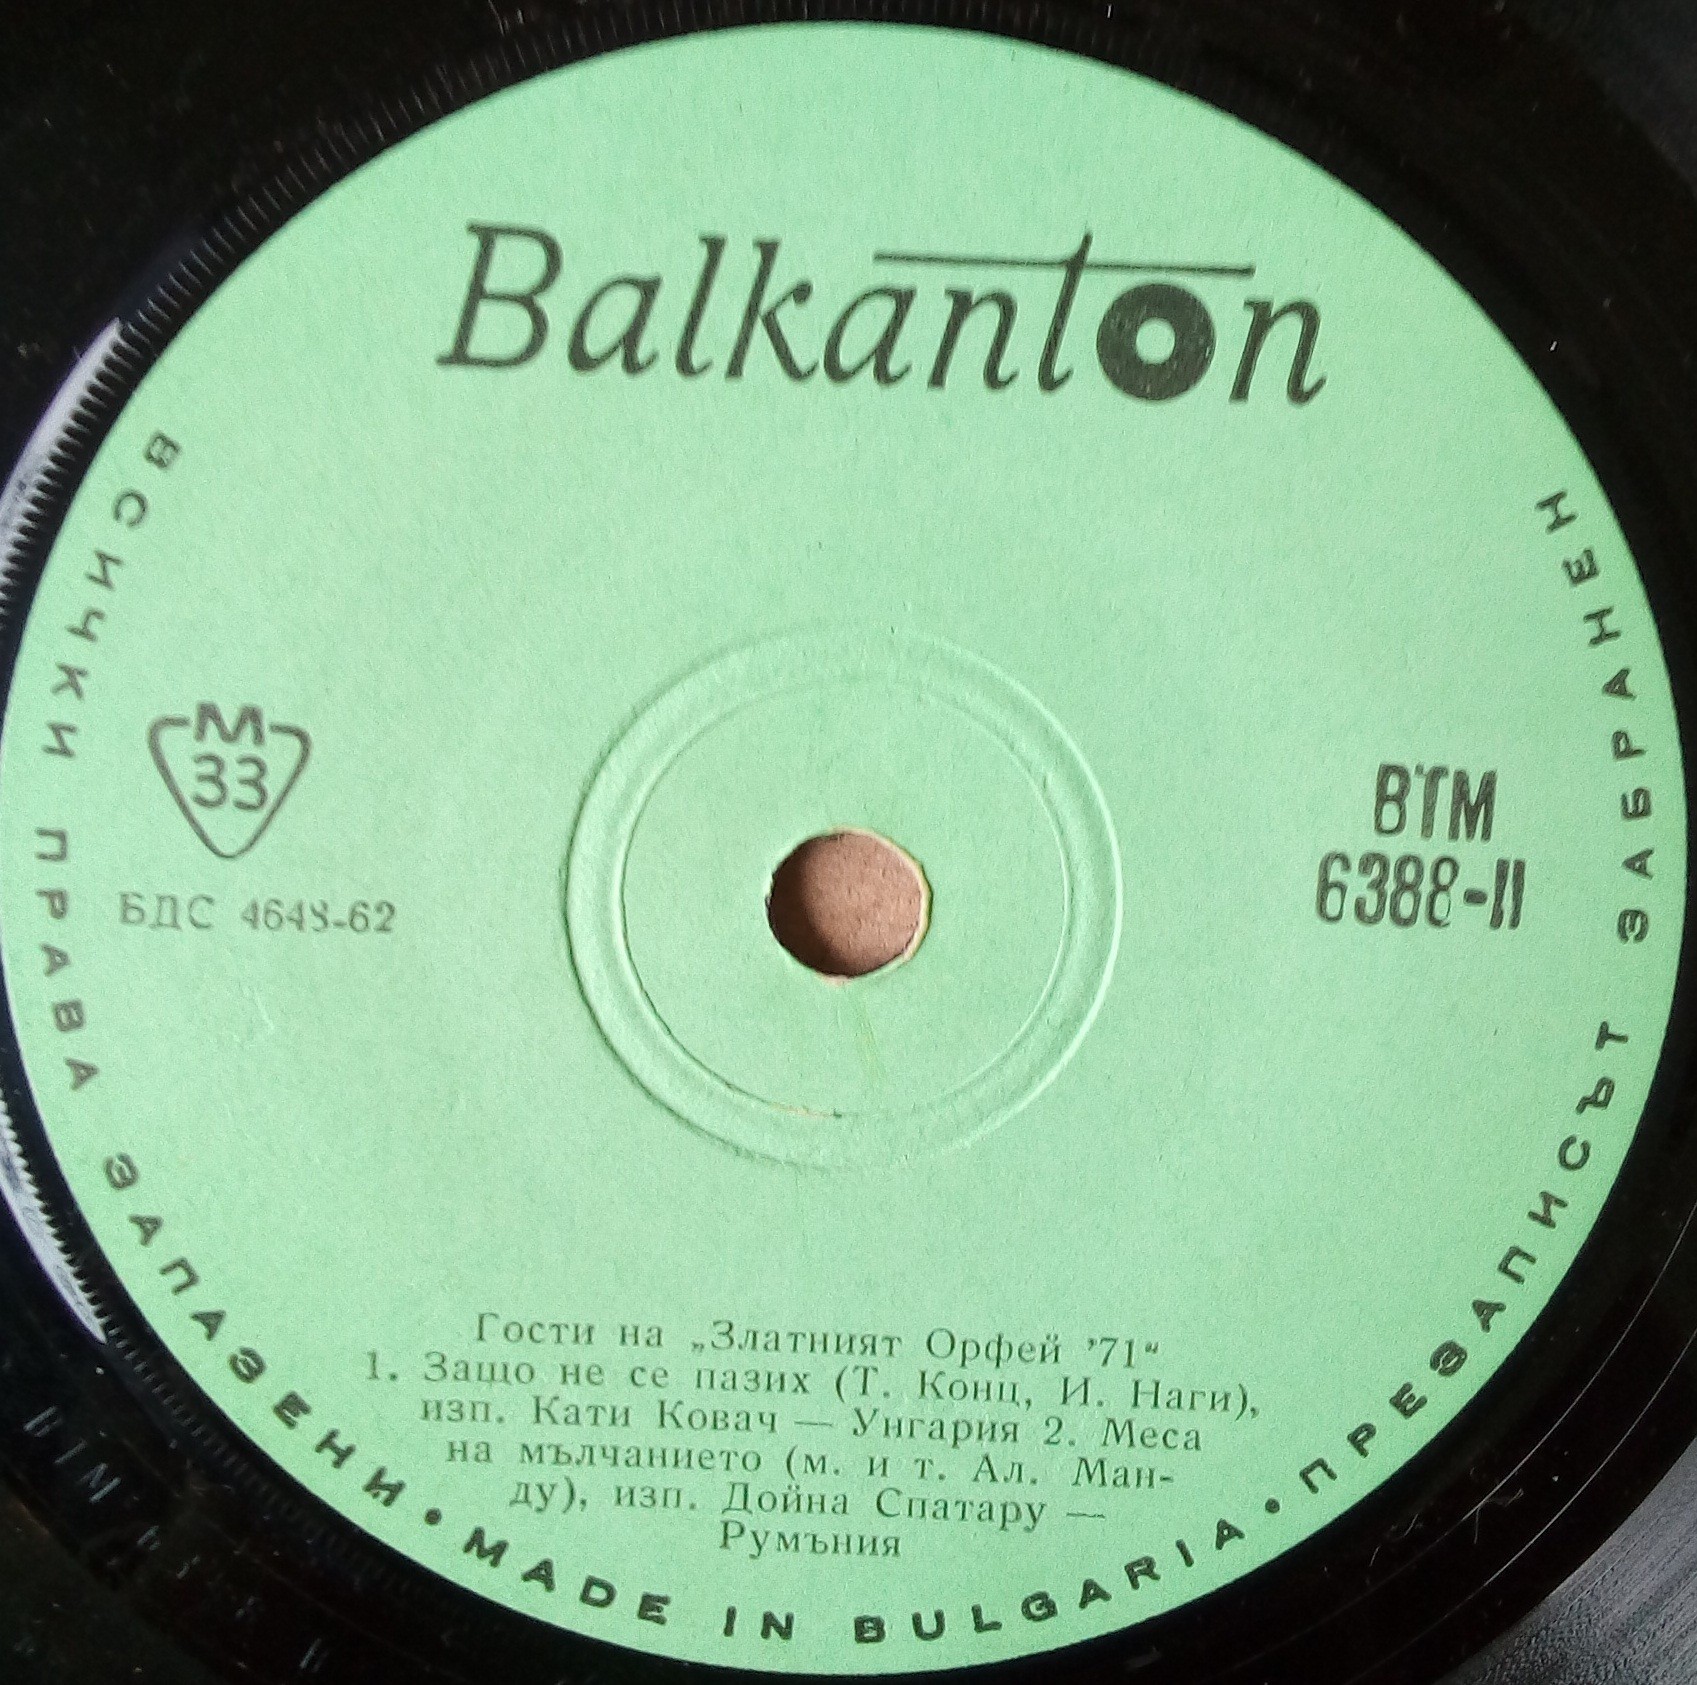 Balkanton
ВСИЧКИ ПРАВА ЗАПАЗЕНИ • MADE IN BULGARIA • ПРЕЗАПИСЪТ ЗАБРАНЕН
М
33
БДС 4648-62
ВТМ
6388-II
Гости на „Златният Орфей ’71“
1. Защо не се пазих (Т. Конц, И. Наги),
изп. Кати Ковач — Унгария 2. Меса
на мълчанието (м. и т. Ал. Ман-
ду), изп. Дойна Спатару —
Румъния
ВТМ